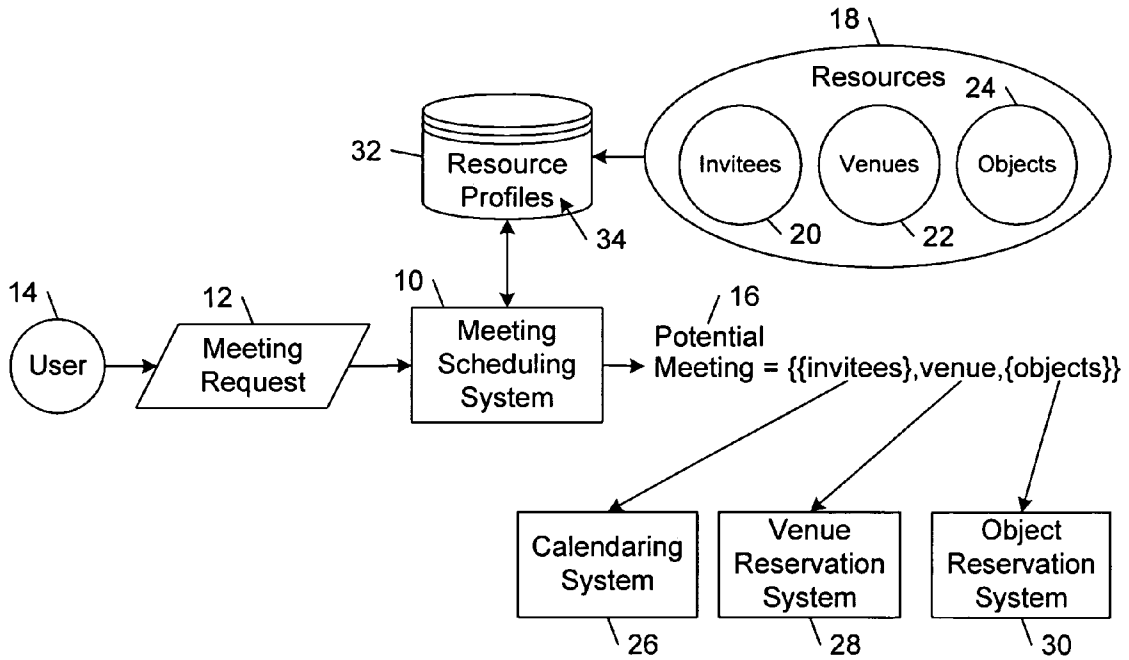 18
Resources
24
32
Resource
Profiles
34
Invitees
Venues
Objects
20
22
14
12
10
16
User
Meeting
Request
Meeting
Scheduling
System
Potential
Meeting = {{invitees},venue,{objects}}
Calendaring
System
Venue
Reservation
System
Object
Reservation
System
26
28
30